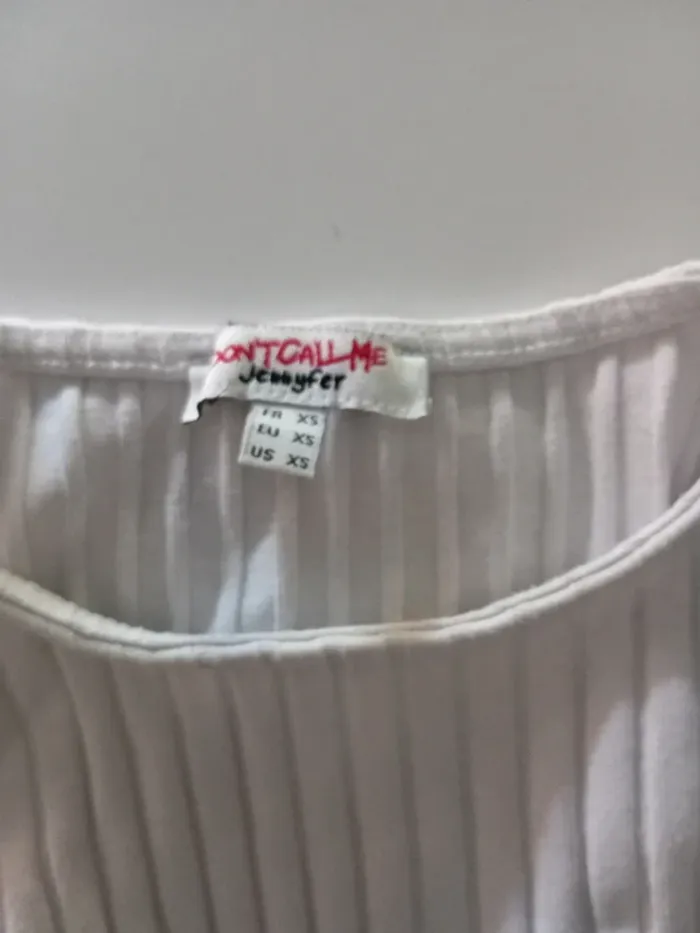 DON'T CALL ME
Jennyfer
FR XS
EU XS
US XS